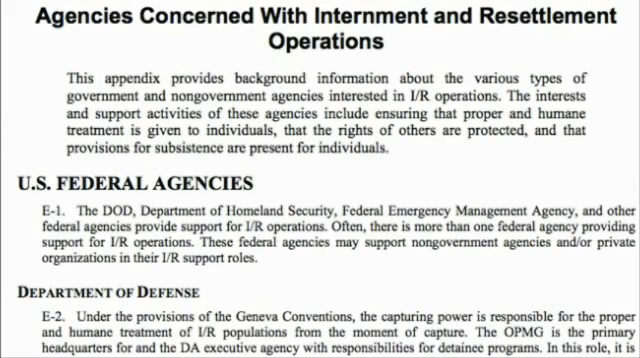 Agencies Concerned With Internment and Resettlement
Operations
This appendix provides background information about the various types of
government and nongovernment agencies interested in I/R operations. The interests
and support activities of these agencies include ensuring that proper and humane
treatment is given to individuals, that the rights of others are protected, and that
provisions for subsistence are present for individuals.
U.S. FEDERAL AGENCIES
E-1. The DOD, Department of Homeland Security, Federal Emergency Management Agency, and other
federal agencies provide support for I/R operations. Often, there is more than one federal agency providing
support for I/R operations. These federal agencies may support nongovernment agencies and/or private
organizations in their I/R support roles.
DEPARTMENT OF DEFENSE
E-2. Under the provisions of the Geneva Conventions, the capturing power is responsible for the proper
and humane treatment of I/R populations from the moment of capture. The OPMG is the primary
headquarters for and the DA executive agency with responsibilities for detainee programs. In this role, it is